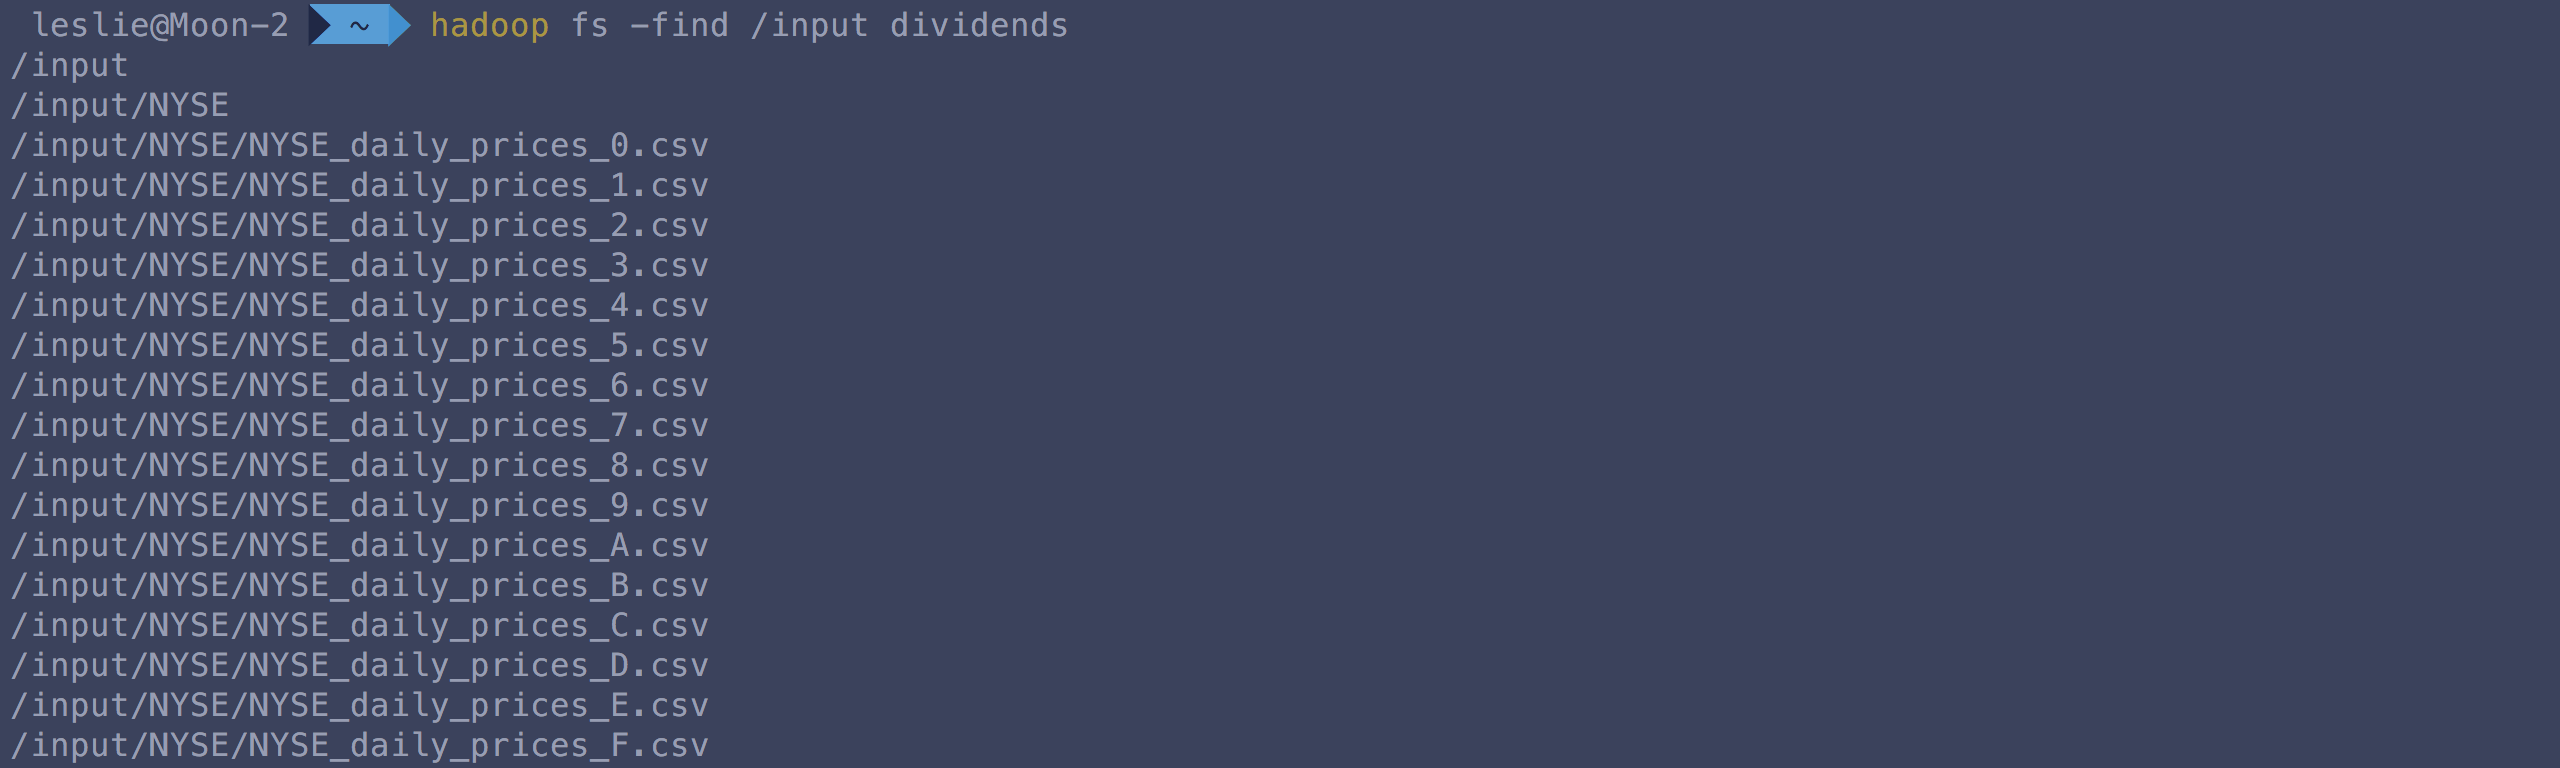 leslie@Moon-2 ~ hadoop fs -find /input dividends
/input
/input/NYSE
/input/NYSE/NYSE_daily_prices_0.csv
/input/NYSE/NYSE_daily_prices_1.csv
/input/NYSE/NYSE_daily_prices_2.csv
/input/NYSE/NYSE_daily_prices_3.csv
/input/NYSE/NYSE_daily_prices_4.csv
/input/NYSE/NYSE_daily_prices_5.csv
/input/NYSE/NYSE_daily_prices_6.csv
/input/NYSE/NYSE_daily_prices_7.csv
/input/NYSE/NYSE_daily_prices_8.csv
/input/NYSE/NYSE_daily_prices_9.csv
/input/NYSE/NYSE_daily_prices_A.csv
/input/NYSE/NYSE_daily_prices_B.csv
/input/NYSE/NYSE_daily_prices_C.csv
/input/NYSE/NYSE_daily_prices_D.csv
/input/NYSE/NYSE_daily_prices_E.csv
/input/NYSE/NYSE_daily_prices_F.csv